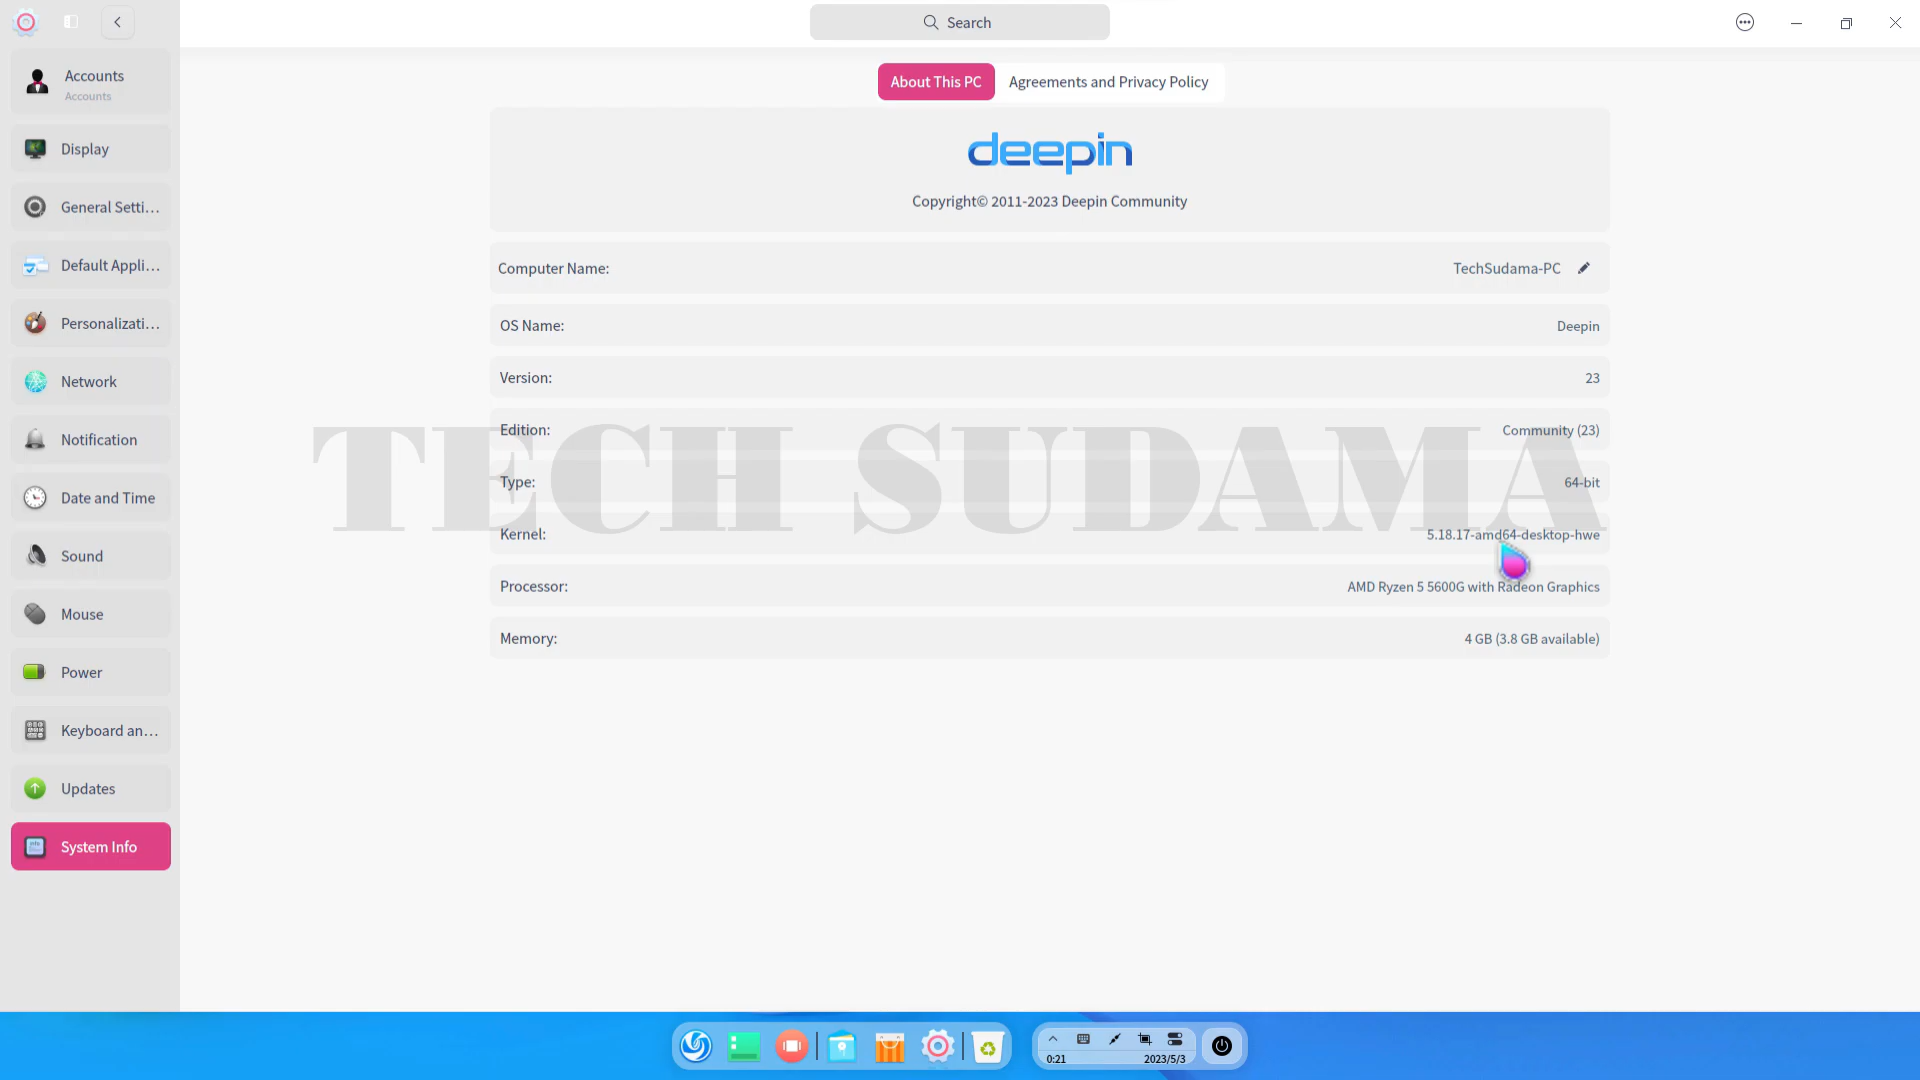 Search
Accounts
Accounts
Display
General Setti...
Default Appli...
Personalizati...
Network
Notification
Date and Time
Sound
Mouse
Power
Keyboard an...
Updates
System Info
About This PC Agreements and Privacy Policy
deepin
Copyright© 2011-2023 Deepin Community
Computer Name: TechSudama-PC
OS Name: Deepin
Version: 23
Edition: Community (23)
TECH SUDAMA
Type: 64-bit
Kernel: 5.18.17-amd64-desktop-hwe
Processor: AMD Ryzen 5 5600G with Radeon Graphics
Memory: 4 GB (3.8 GB available)
0:21 2023/5/3